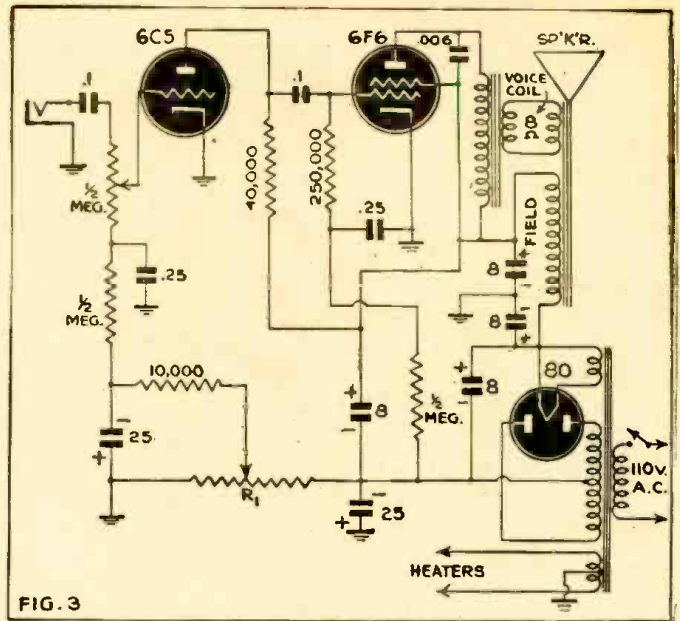 6C5
6F6
.006
SP'K'R.
.1
.1
VOICE
COIL
8
Ω
40,000
250,000
½
MEG.
.25
.25
FIELD
8
+
-
8
-
+
½
MEG.
10,000
80
+
8
-
+
8
-
½
MEG.
-
25
+
R1
-
25
+
110V.
A.C.
HEATERS
FIG. 3